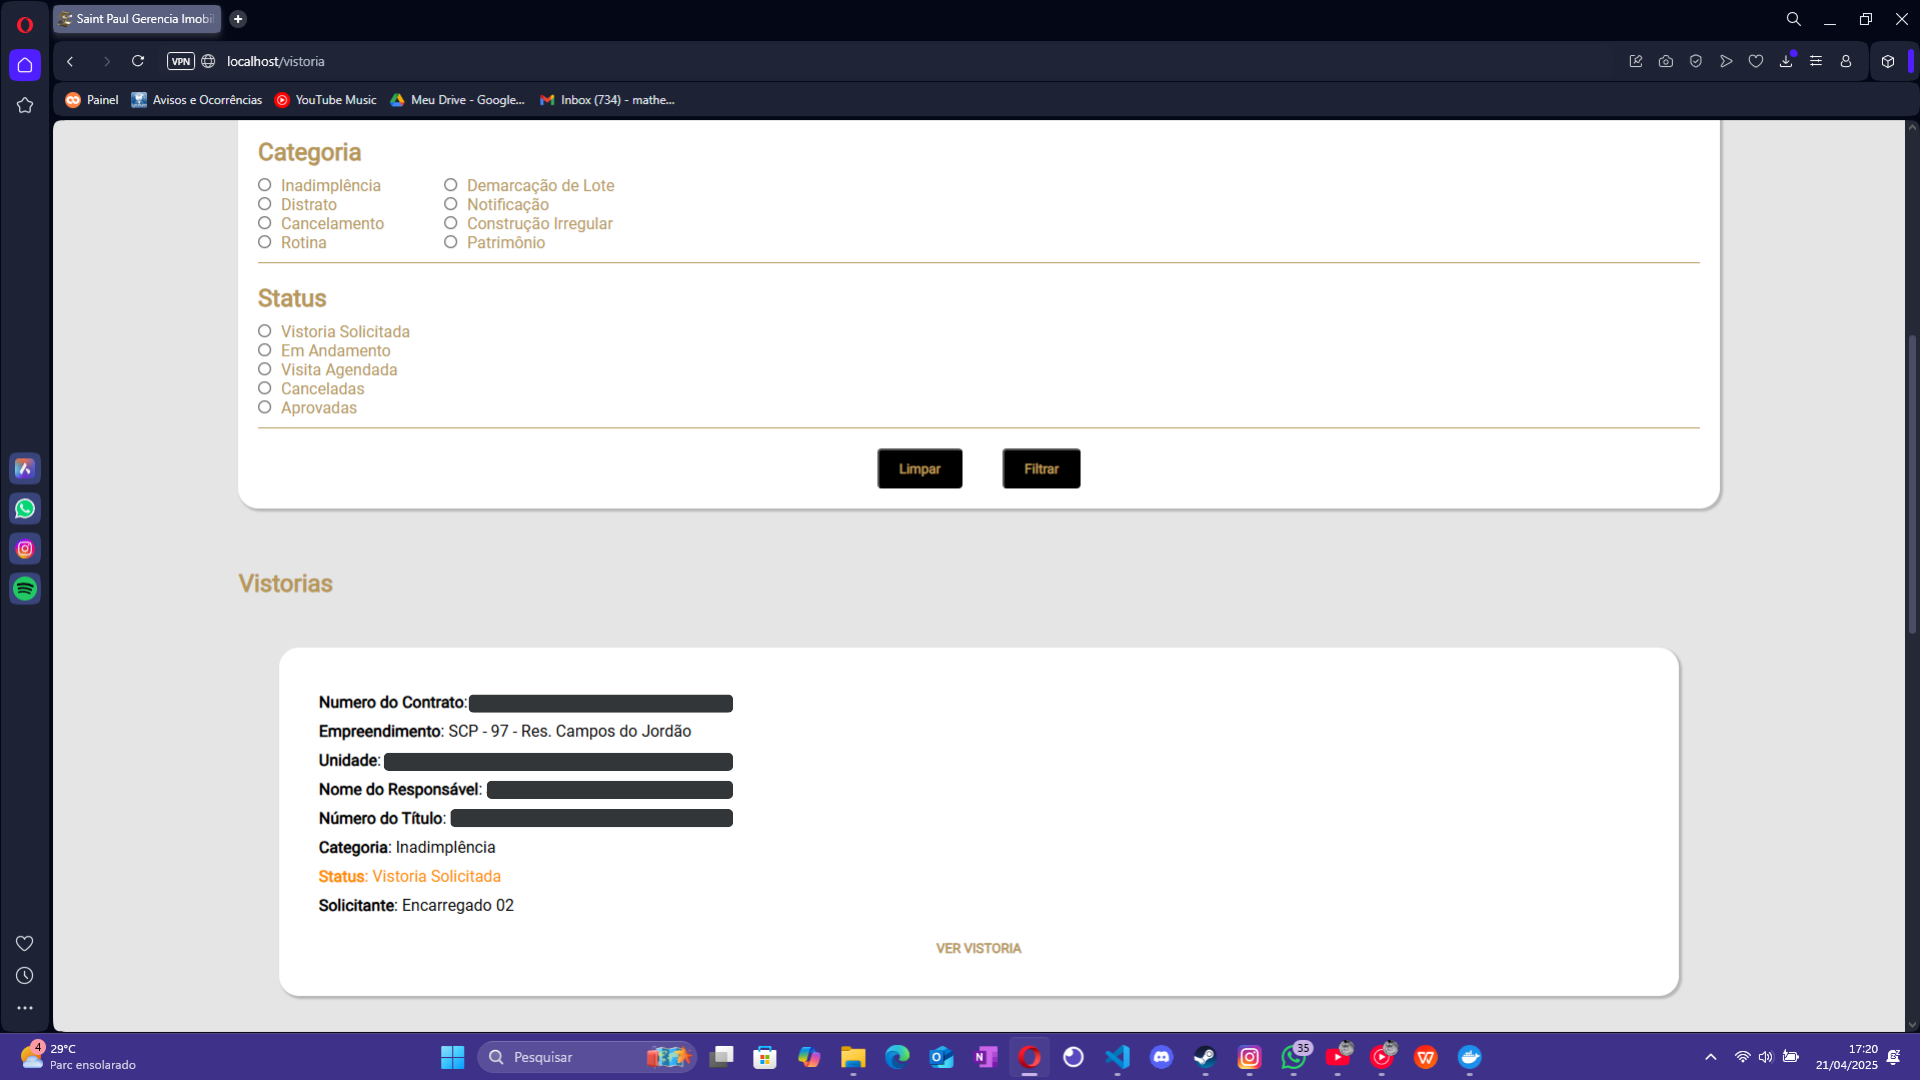 Saint Paul Gerencia Imobi
VPN
localhost/vistoria
Painel
Avisos e Ocorrências
YouTube Music
Meu Drive - Google...
Inbox (734) - mathe...
Categoria
Inadimplência
Demarcação de Lote
Distrato
Notificação
Cancelamento
Construção Irregular
Rotina
Patrimônio
Status
Vistoria Solicitada
Em Andamento
Visita Agendada
Canceladas
Aprovadas
Limpar
Filtrar
Vistorias
Numero do Contrato:
Empreendimento: SCP - 97 - Res. Campos do Jordão
Unidade:
Nome do Responsável:
Número do Título:
Categoria: Inadimplência
Status: Vistoria Solicitada
Solicitante: Encarregado 02
VER VISTORIA
4
29°C
Parc ensolarado
Pesquisar
35
17:20
21/04/2025